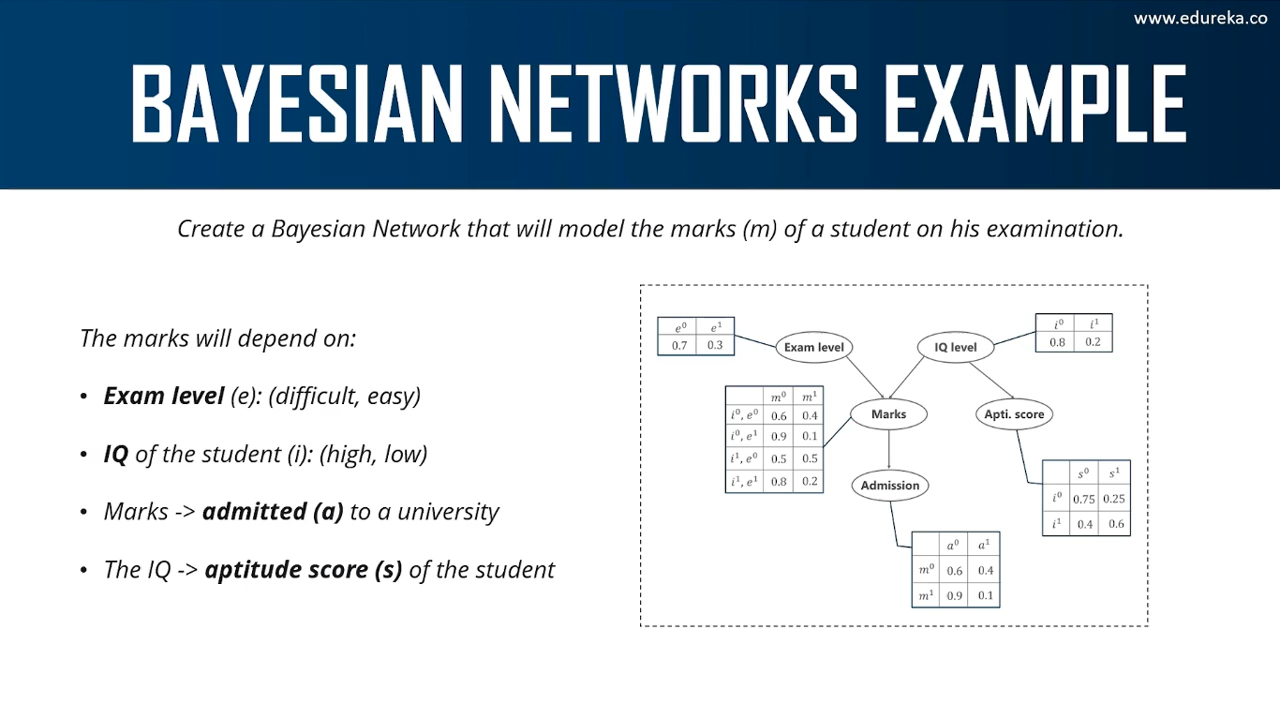 www.edureka.co
BAYESIAN NETWORKS EXAMPLE
Create a Bayesian Network that will model the marks (m) of a student on his examination.
The marks will depend on:
• Exam level (e): (difficult, easy)
• IQ of the student (i): (high, low)
• Marks -> admitted (a) to a university
• The IQ -> aptitude score (s) of the student
e⁰ e¹
0.7 0.3
Exam level
IQ level
i⁰ i¹
0.8 0.2
m⁰ m¹
i⁰, e⁰ 0.6 0.4
i⁰, e¹ 0.9 0.1
i¹, e⁰ 0.5 0.5
i¹, e¹ 0.8 0.2
Marks
Apti. score
Admission
s⁰ s¹
i⁰ 0.75 0.25
i¹ 0.4 0.6
a⁰ a¹
m⁰ 0.6 0.4
m¹ 0.9 0.1